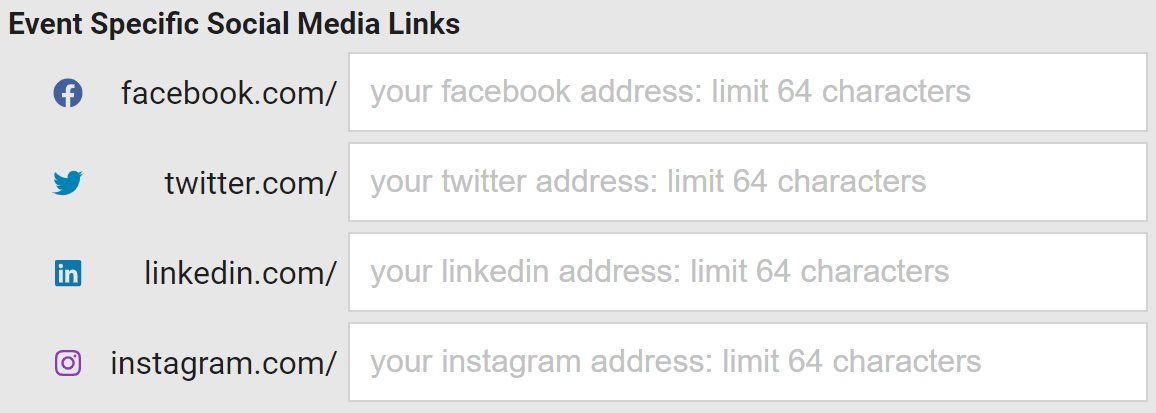 Event Specific Social Media Links
facebook.com/ your facebook address: limit 64 characters
twitter.com/ your twitter address: limit 64 characters
linkedin.com/ your linkedin address: limit 64 characters
instagram.com/ your instagram address: limit 64 characters